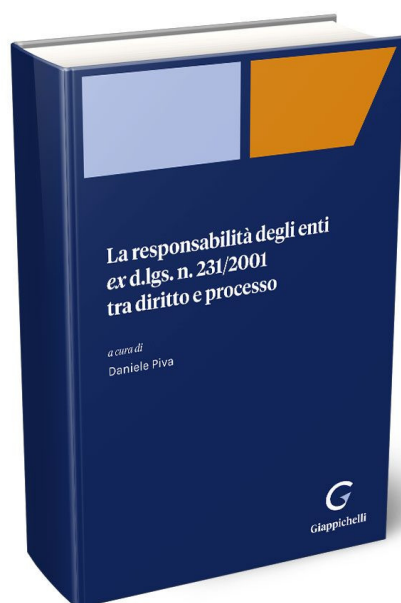 La responsabilità degli enti
ex d.lgs. n. 231/2001
tra diritto e processo
a cura di
Daniele Piva
G
Giappichelli